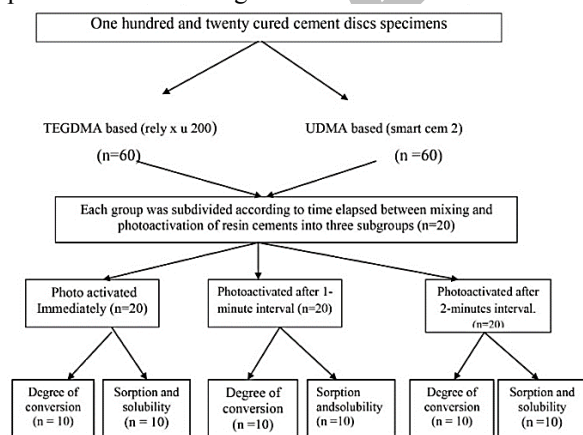 One hundred and twenty cured cement discs specimens
TEGDMA based (rely x u 200)
(n=60)
UDMA based (smart cem 2)
(n =60)
Each group was subdivided according to time elapsed between mixing and
photoactivation of resin cements into three subgroups (n=20)
Photo activated
Immediately (n=20)
Photoactivated after 1-
minute interval (n=20)
Photoactivated after
2-minutes interval.
(n=20)
Degree of
conversion
(n = 10)
Sorption and
solubility
(n = 10)
Degree of
conversion
(n =10)
Sorption
andsolubility
(n =10)
Degree of
conversion
(n = 10)
Sorption and
solubility
(n =10)